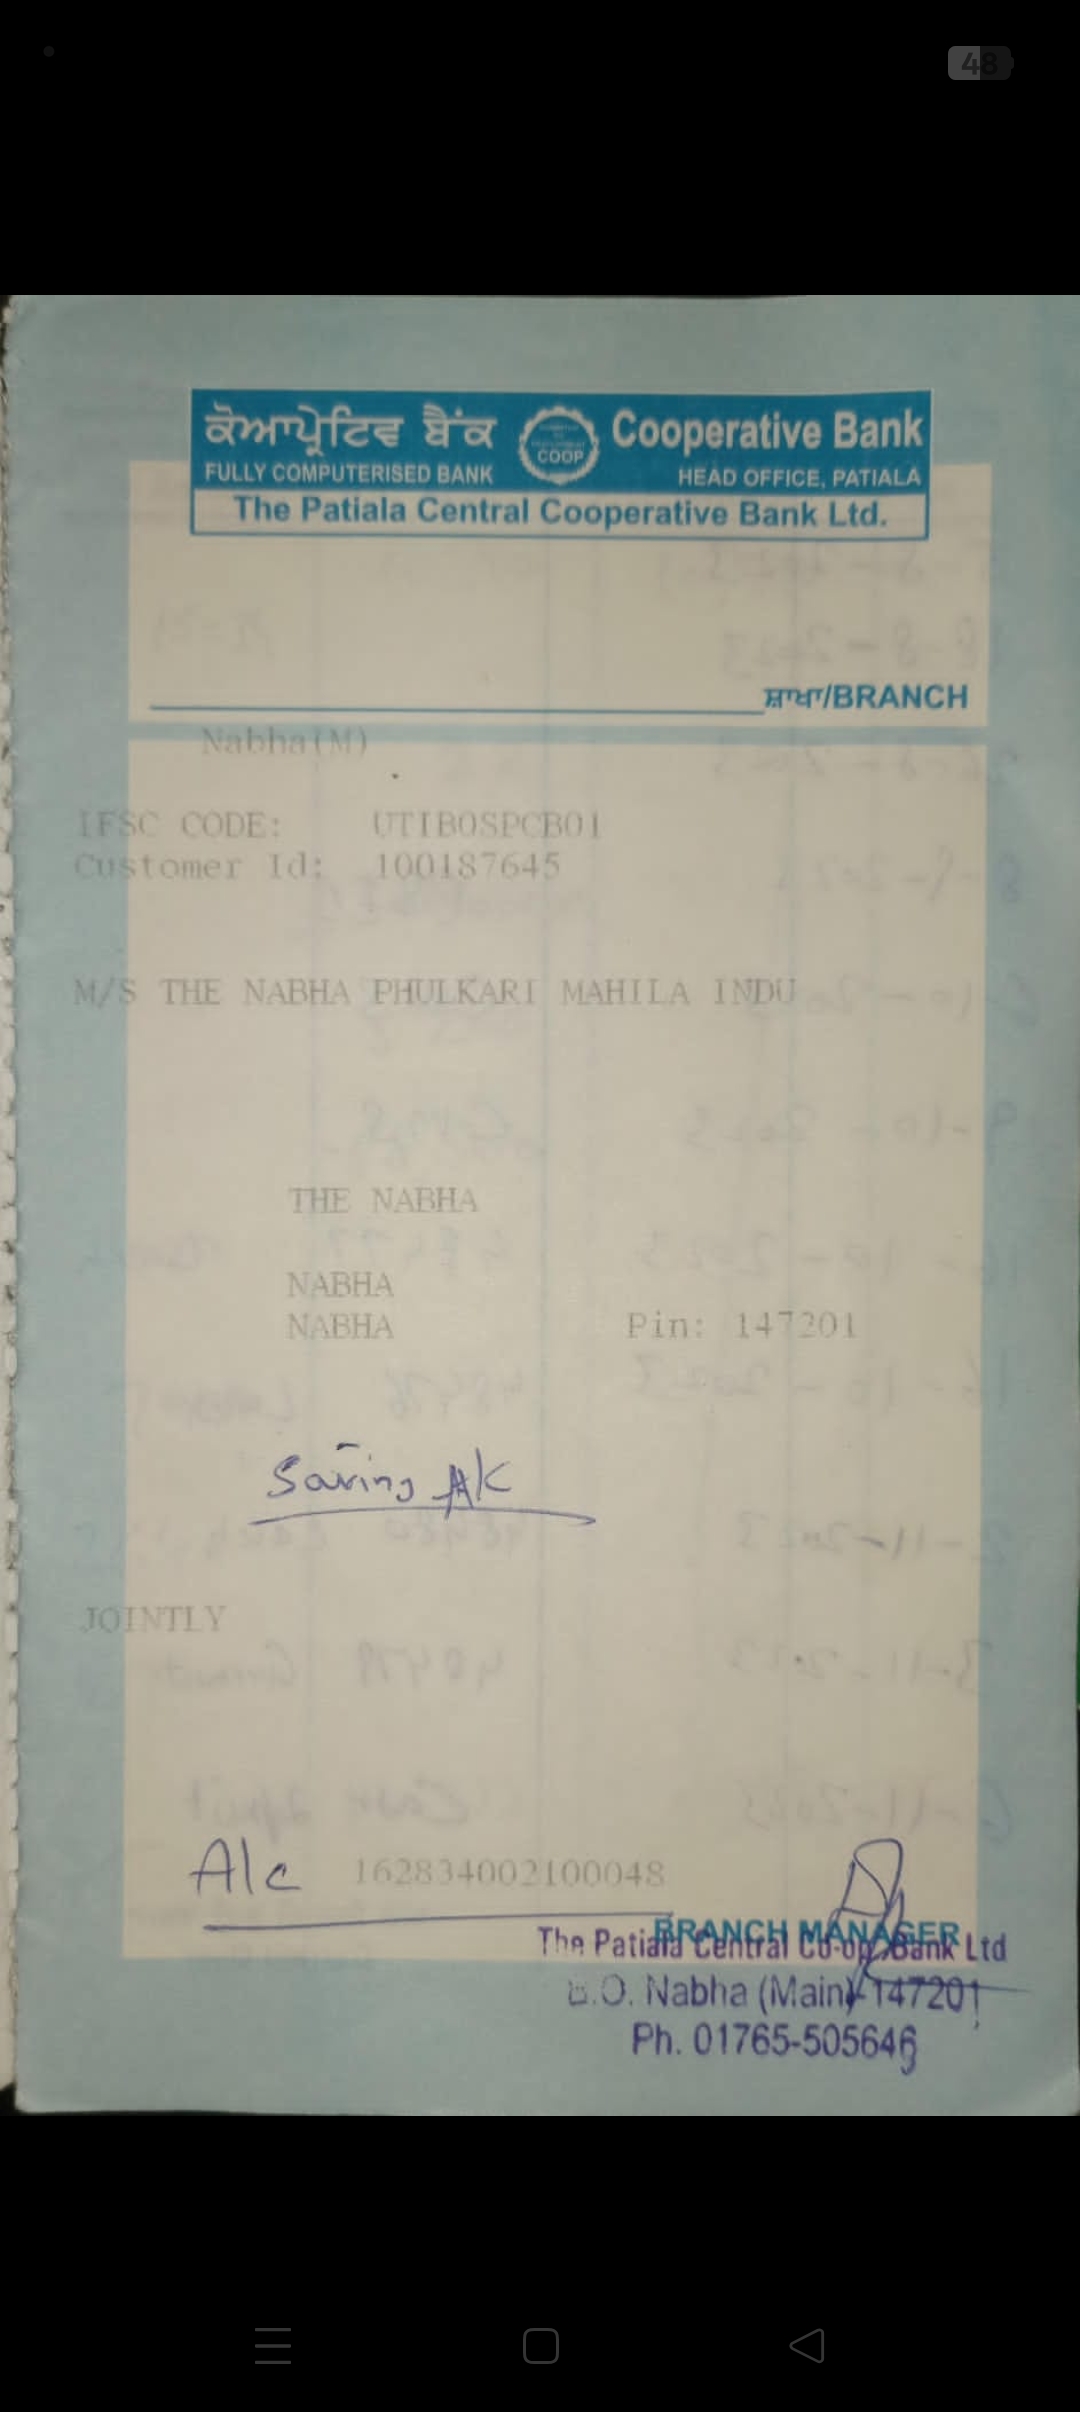 48
ਕੋਆਪ੍ਰੇਟਿਵ ਬੈਂਕ COOP Cooperative Bank
FULLY COMPUTERISED BANK HEAD OFFICE, PATIALA
The Patiala Central Cooperative Bank Ltd.
ਸ਼ਾਖਾ/BRANCH
Nabha(M)
IFSC CODE: UTIB0SPCB01
Customer Id: 100187645
M/S THE NABHA PHULKARI MAHILA INDU
THE NABHA
NABHA
NABHA Pin: 147201
Saving
JOINTLY
A/c 162834002100048
BRANCH MANAGER
The Patiala Central Co-op. Bank Ltd
B.O. Nabha (Main)-147201
Ph. 01765-505646